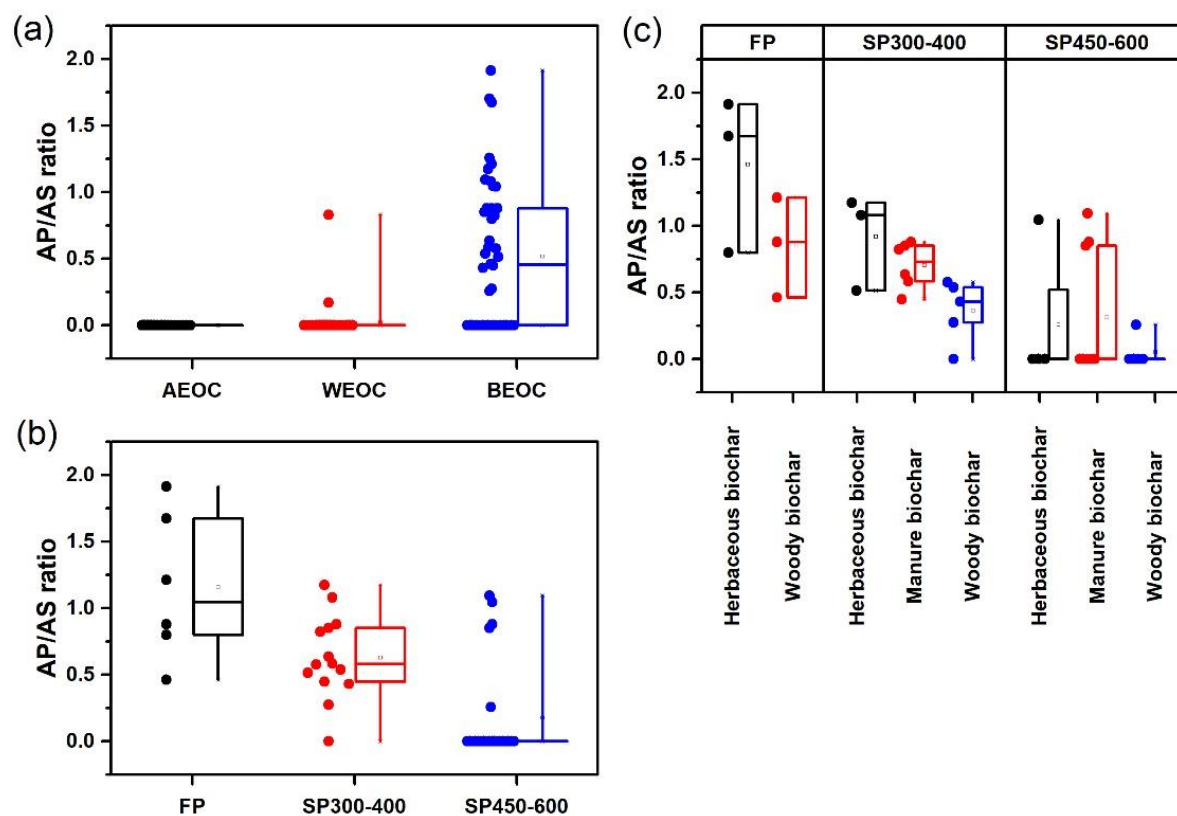 (a)
AP/AS ratio
2.0
1.5
1.0
0.5
0.0
AEOC WEOC BEOC
(b)
AP/AS ratio
2.0
1.5
1.0
0.5
0.0
FP SP300-400 SP450-600
(c)
FP SP300-400 SP450-600
AP/AS ratio
2.0
1.5
1.0
0.5
0.0
Herbaceous biochar
Woody biochar
Herbaceous biochar
Manure biochar
Woody biochar
Herbaceous biochar
Manure biochar
Woody biochar